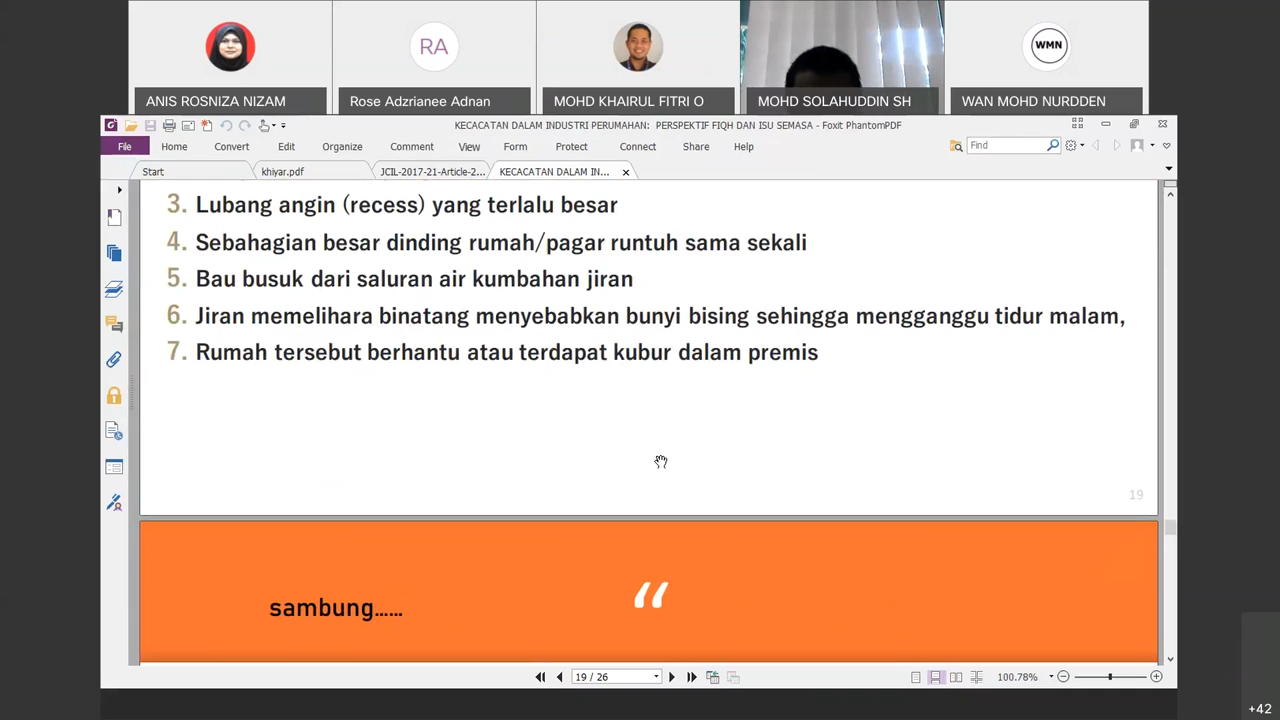 RA
WMN
ANIS ROSNIZA NIZAM
Rose Adzrianee Adnan
MOHD KHAIRUL FITRI O
MOHD SOLAHUDDIN SH
WAN MOHD NURDDEN
KECACATAN DALAM INDUSTRI PERUMAHAN: PERSPEKTIF FIQH DAN ISU SEMASA - Foxit PhantomPDF
File Home Convert Edit Organize Comment View Form Protect Connect Share Help Find
Start khiyar.pdf JCIL-2017-21-Article-2... KECACATAN DALAM IN...
3. Lubang angin (recess) yang terlalu besar
4. Sebahagian besar dinding rumah/pagar runtuh sama sekali
5. Bau busuk dari saluran air kumbahan jiran
6. Jiran memelihara binatang menyebabkan bunyi bising sehingga mengganggu tidur malam,
7. Rumah tersebut berhantu atau terdapat kubur dalam premis
19
sambung......
“
19 / 26
100.78%
+42